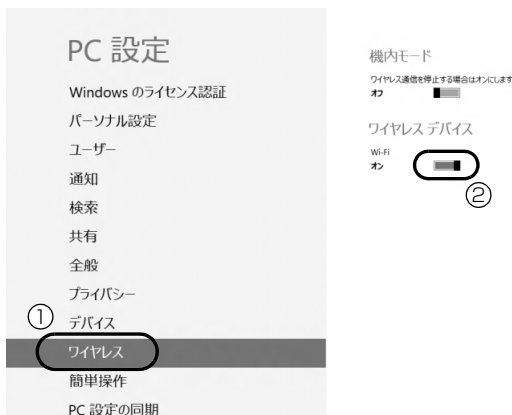 PC 設定
Windows のライセンス認証
パーソナル設定
ユーザー
通知
検索
共有
全般
プライバシー
① デバイス
ワイヤレス
簡単操作
PC 設定の同期
機内モード
ワイヤレス通信を停止する場合はオンにします
オフ
ワイヤレス デバイス
Wi-Fi
オン
②